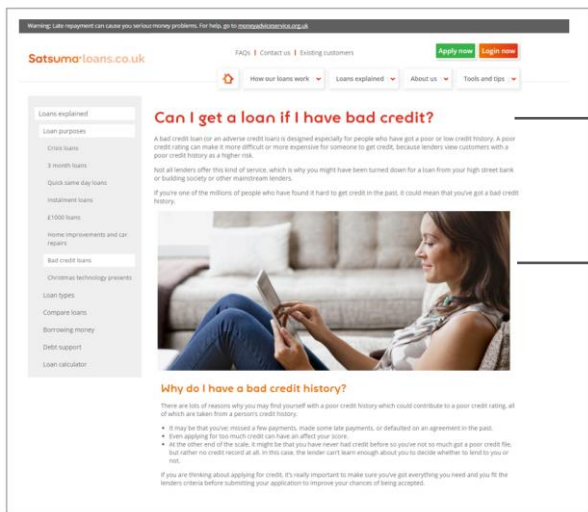 Warning: Late repayment can cause you serious money problems. For help, go to moneyadviceservice.org.uk
Satsuma·loans.co.uk
FAQs | Contact us | Existing customers
Apply now
Login now
How our loans work
Loans explained
About us
Tools and tips
Loans explained
Loan purposes
Crisis loans
3 month loans
Quick same day loans
Instalment loans
£1000 loans
Home improvements and car
repairs
Bad credit loans
Christmas technology presents
Loan types
Compare loans
Borrowing money
Debt support
Loan calculator
Can I get a loan if I have bad credit?
A bad credit loan (or an adverse credit loan) is designed especially for people who have got a poor or low credit history. A poor
credit rating can make it more difficult or more expensive for someone to get credit, because lenders view customers with a
poor credit history as a higher risk.
Not all lenders offer this kind of service, which is why you might have been turned down for a loan from your high street bank
or building society or other mainstream lenders.
If you're one of the millions of people who have found it hard to get credit in the past, it could mean that you've got a bad credit
history.
Why do I have a bad credit history?
There are lots of reasons why you may find yourself with a poor credit history which could contribute to a poor credit rating, all
of which are taken from a person's credit history.
• It may be that you've: missed a few payments, made some late payments, or defaulted on an agreement in the past.
• Even applying for too much credit can have an affect your score.
• At the other end of the scale, it might be that you have never had credit before so you've not so much got a poor credit file,
but rather no credit record at all. In this case, the lender can't learn enough about you to decide whether to lend to you or
not.
If you are thinking about applying for credit, it's really important to make sure you've got everything you need and you fit the
lenders criteria before submitting your application to improve your chances of being accepted.